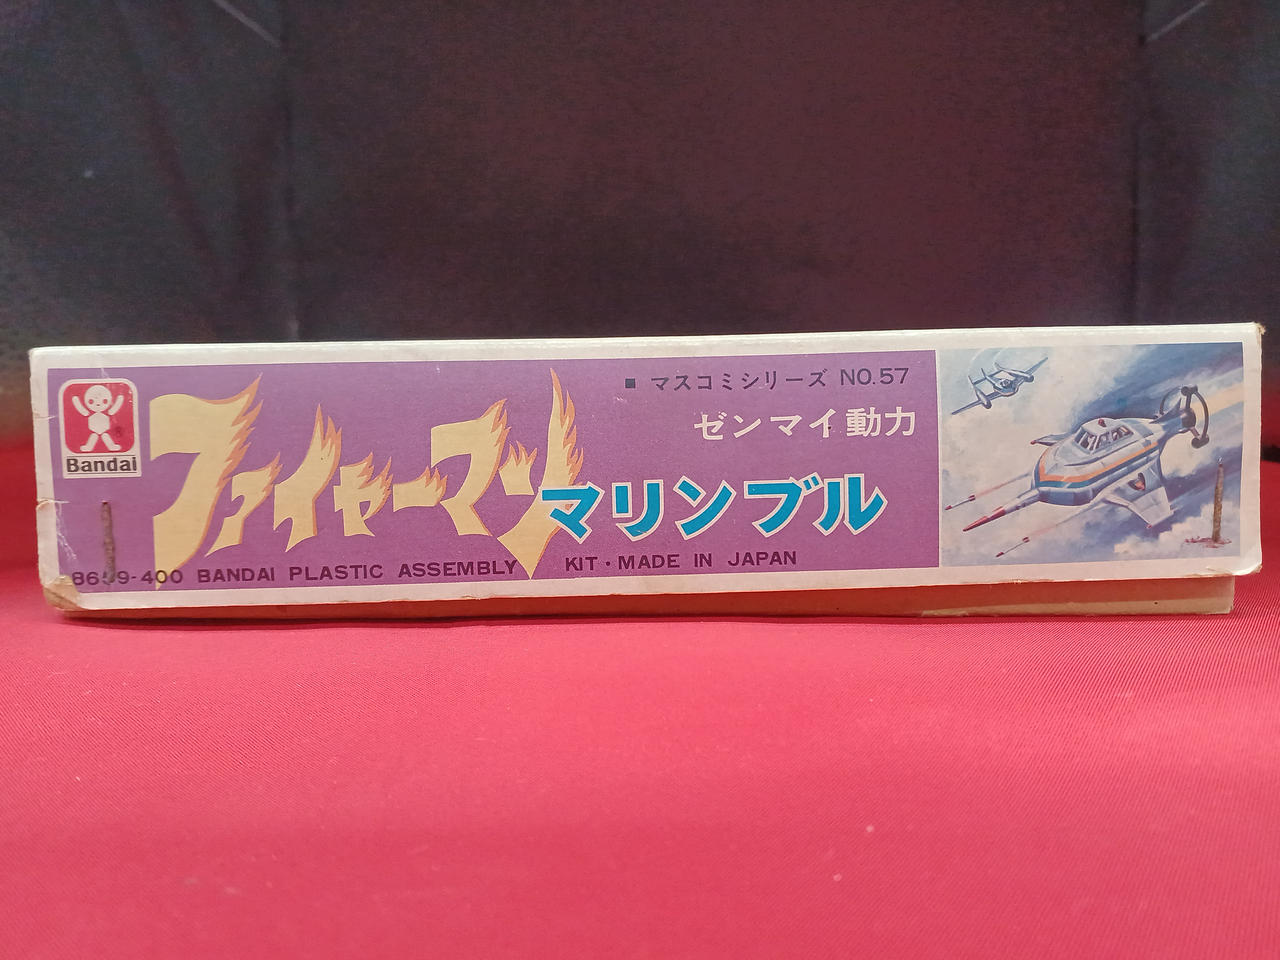 ■ マスコミシリーズ NO.57
ゼンマイ動力
ファイヤーマン
マリンブル
Bandai
BANDAI PLASTIC ASSEMBLY KIT・MADE IN JAPAN